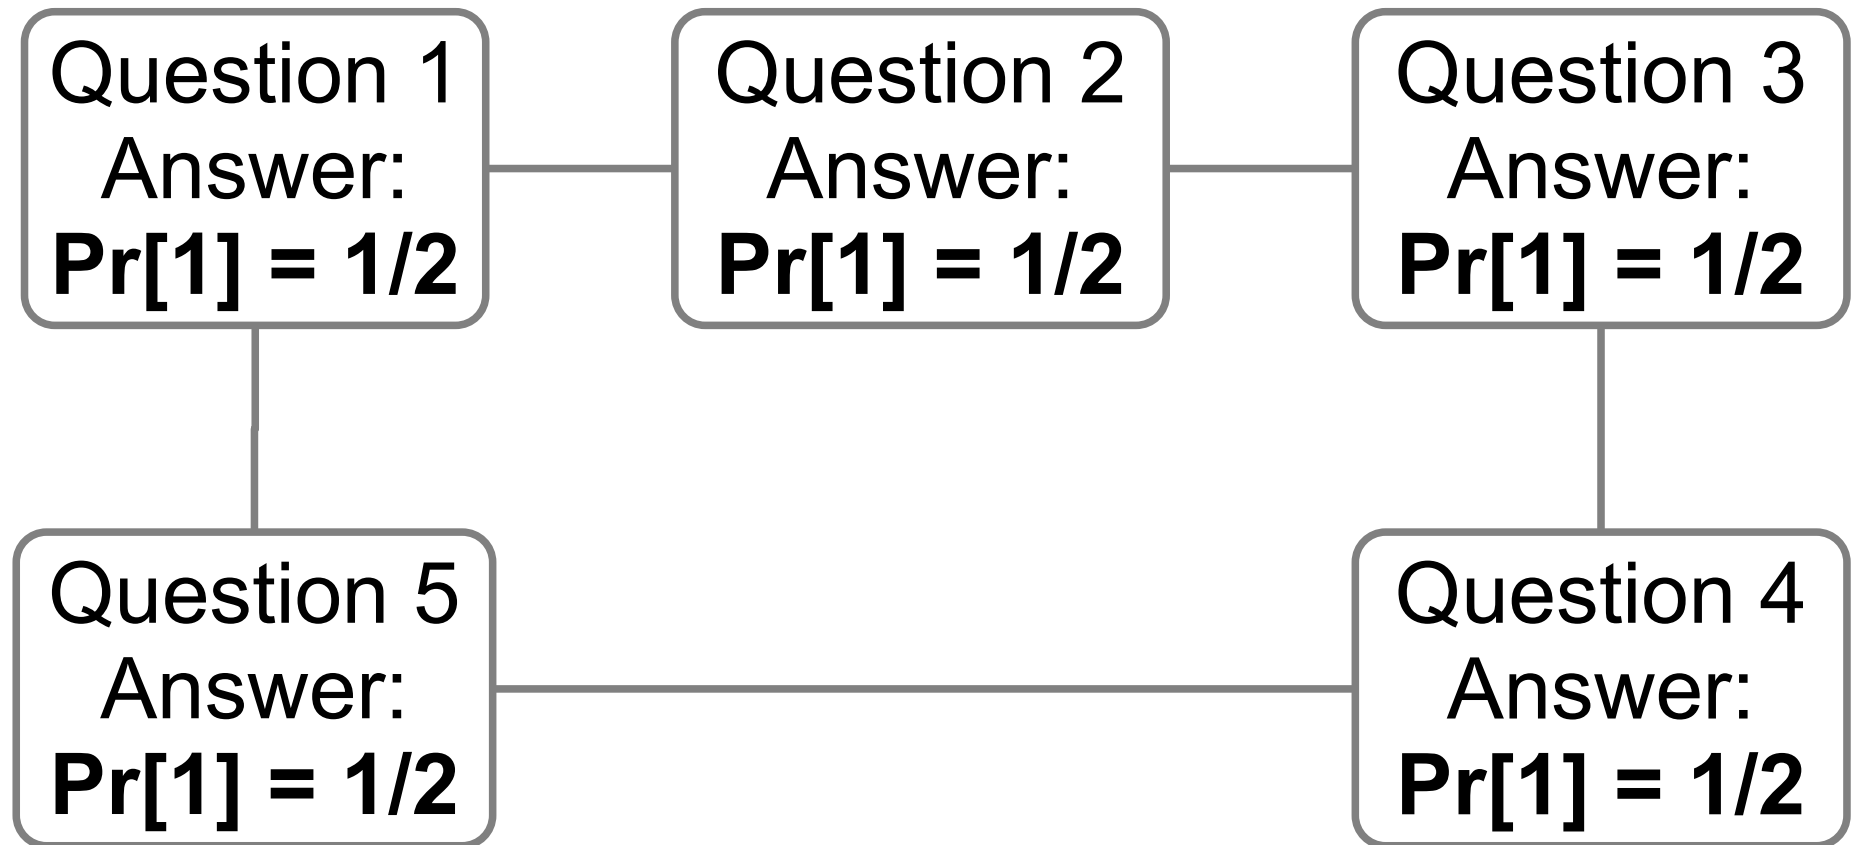 Question 1
Answer:
Pr[1] = 1/2
Question 2
Answer:
Pr[1] = 1/2
Question 3
Answer:
Pr[1] = 1/2
Question 5
Answer:
Pr[1] = 1/2
Question 4
Answer:
Pr[1] = 1/2